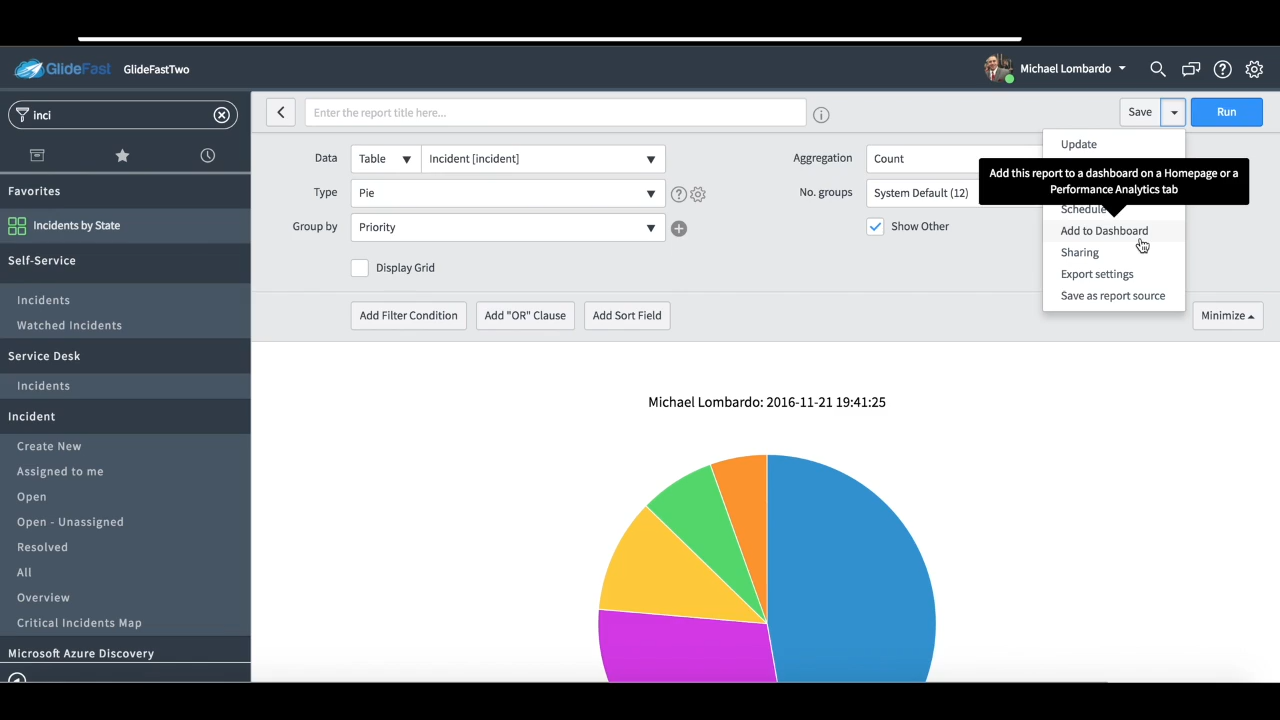 GlideFast GlideFastTwo
Michael Lombardo
inci
Enter the report title here...
Save
Run
Favorites
Incidents by State
Self-Service
Incidents
Watched Incidents
Service Desk
Incidents
Incident
Create New
Assigned to me
Open
Open - Unassigned
Resolved
All
Overview
Critical Incidents Map
Microsoft Azure Discovery
Data Table Incident [incident]
Type Pie
Group by Priority
Display Grid
Aggregation Count
No. groups System Default (12)
Show Other
Update
Add this report to a dashboard on a Homepage or a
Performance Analytics tab
Schedule
Add to Dashboard
Sharing
Export settings
Save as report source
Add Filter Condition Add "OR" Clause Add Sort Field
Minimize
Michael Lombardo: 2016-11-21 19:41:25